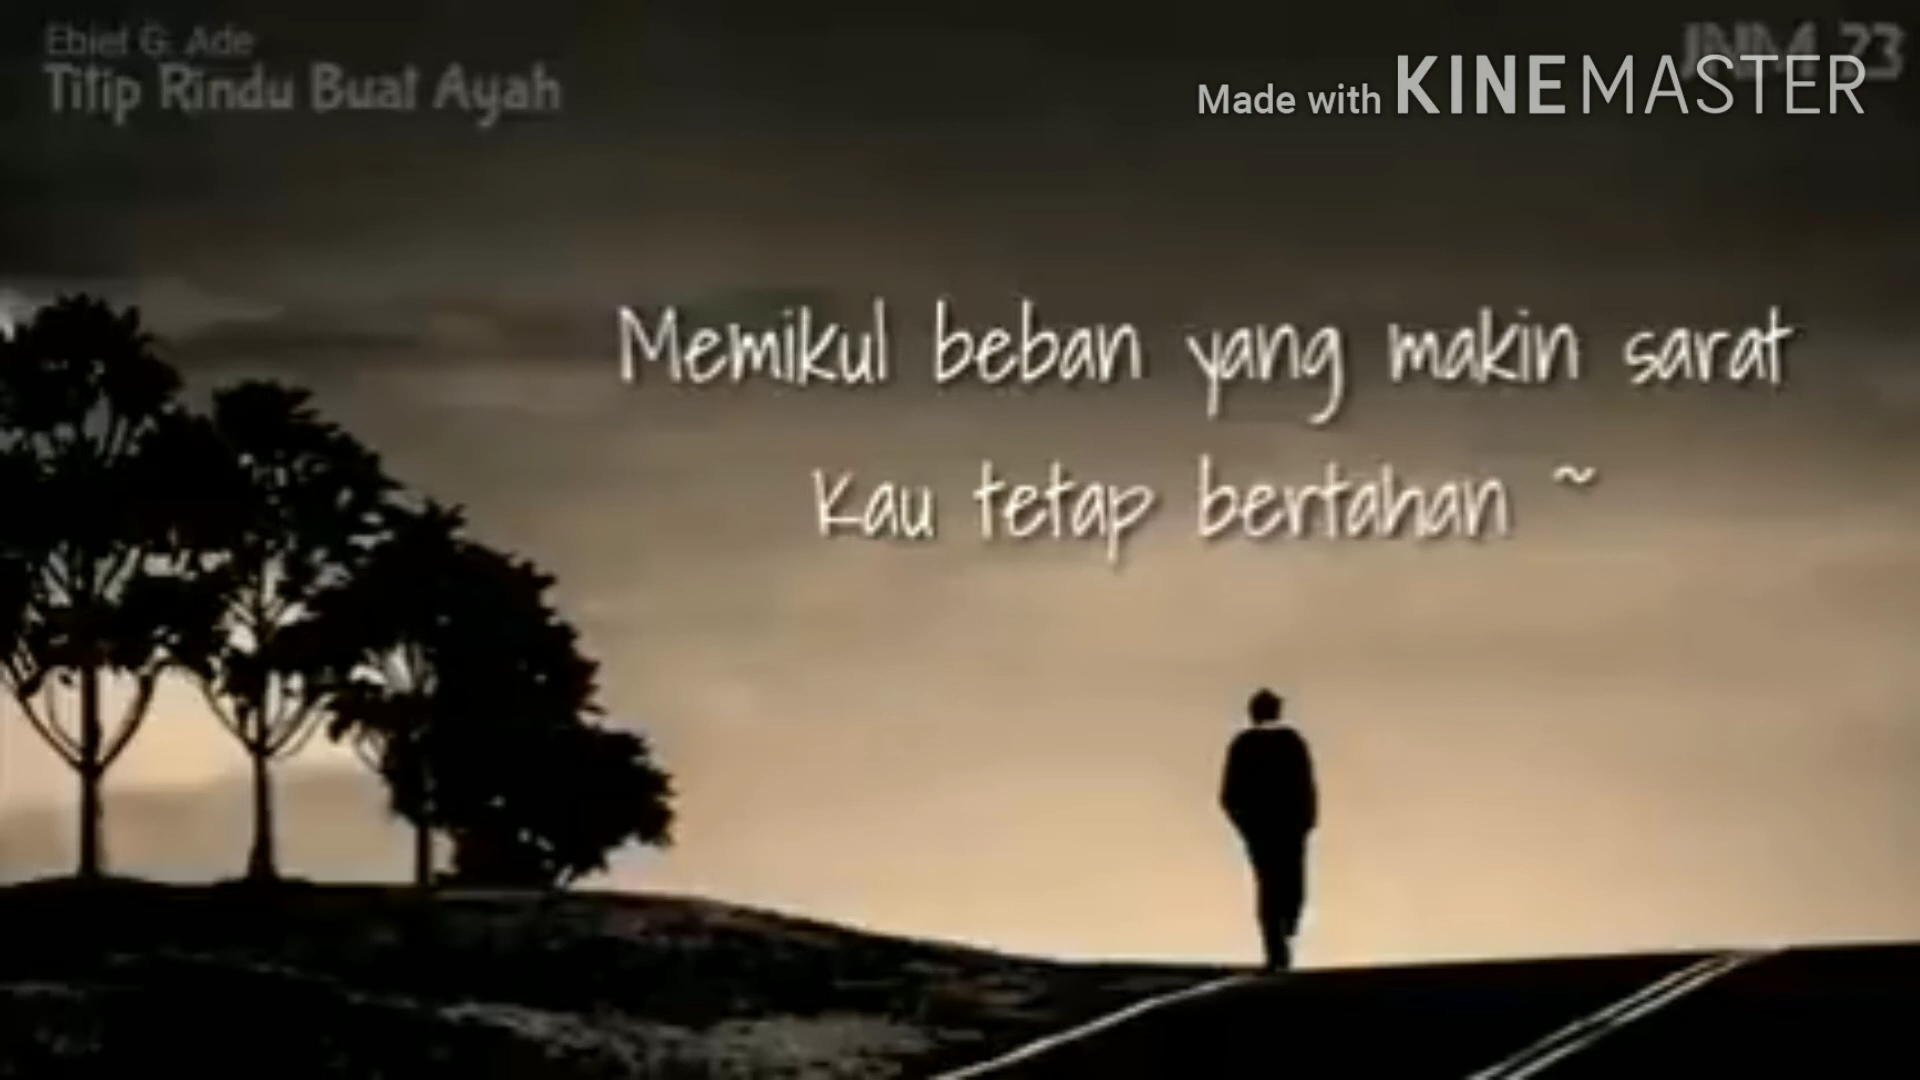 Ebiet G. Ade
Titip Rindu Buat Ayah
Made with KINEMASTER
Memikul beban yang makin sarat
Kau tetap bertahan ~